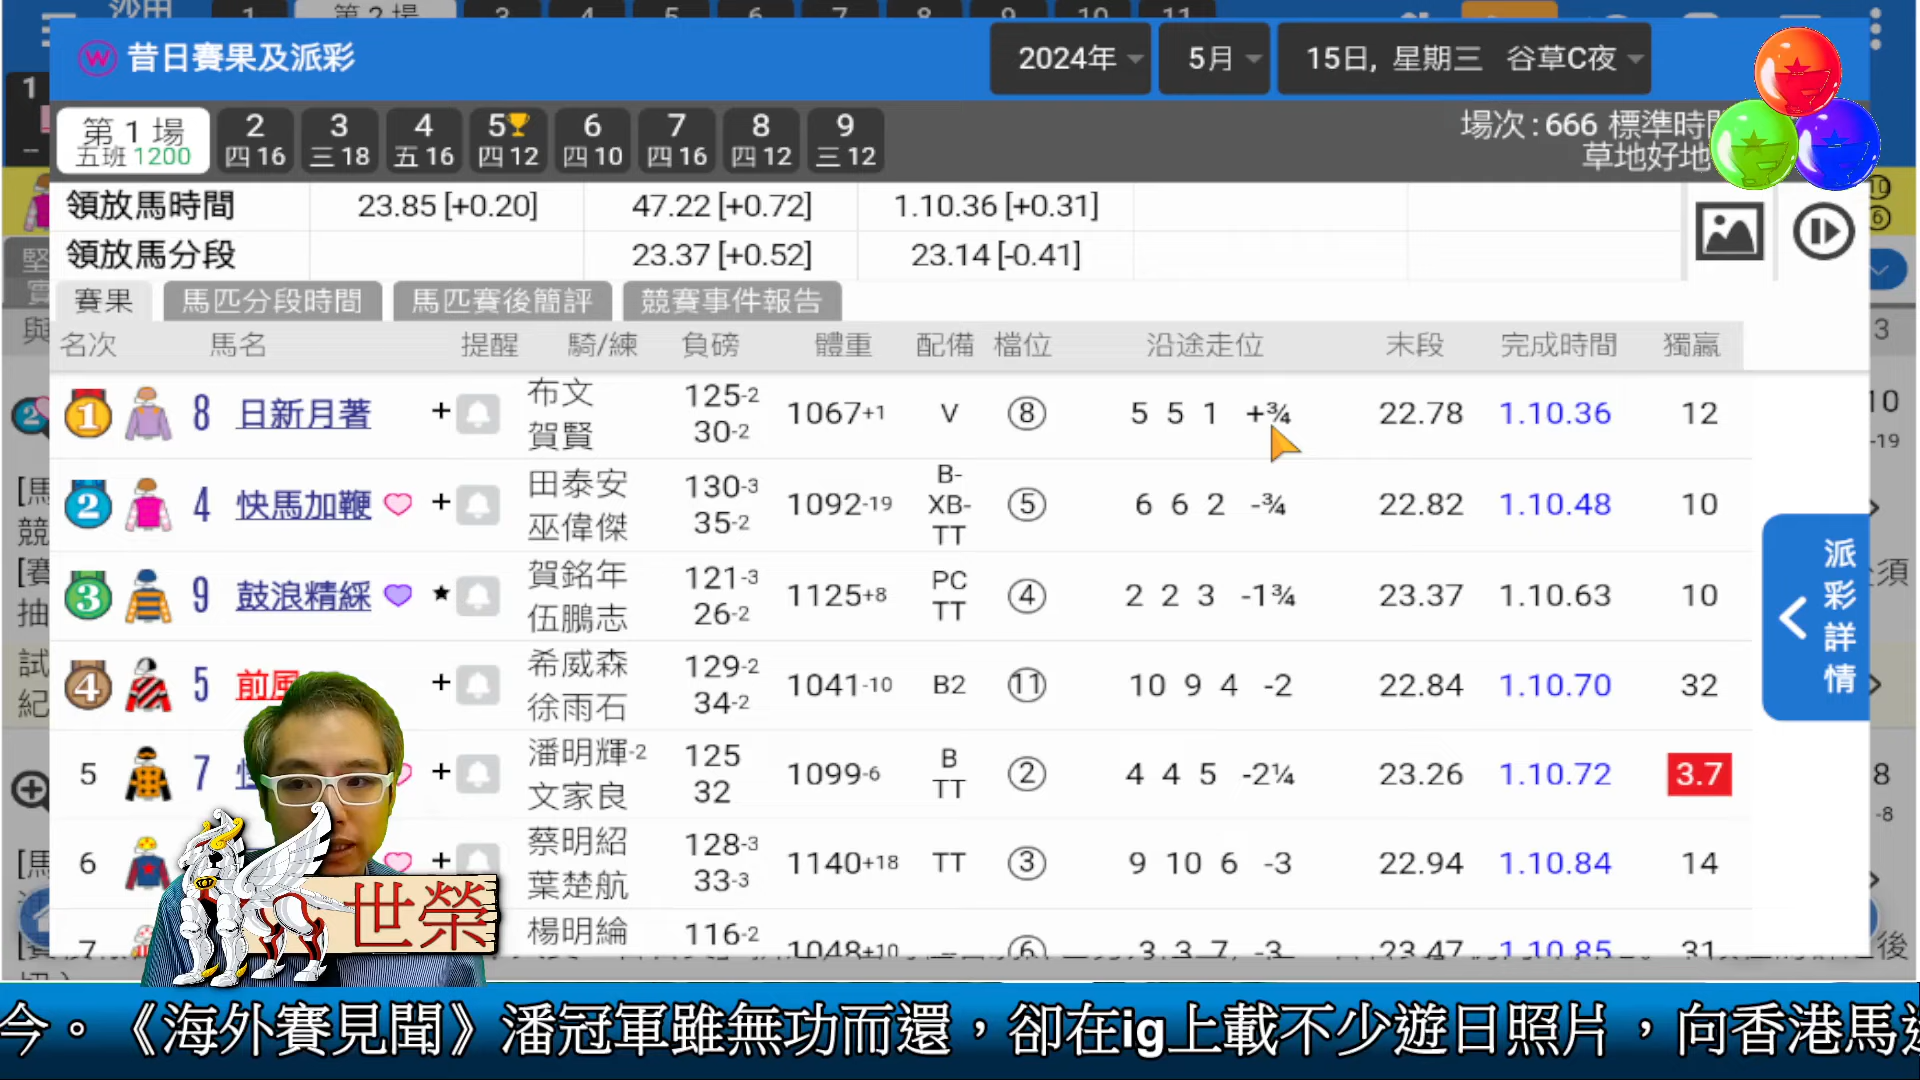 昔日賽果及派彩 2024年 5月 15日, 星期三 谷草C夜
第 1 場 2 3 4 5 6 7 8 9
五班 1200 四 16 三 18 五 16 四 12 四 10 四 16 四 12 三 12
場次 : 666 標準時間
草地好地
領放馬時間 23.85 [+0.20] 47.22 [+0.72] 1.10.36 [+0.31]
領放馬分段 23.37 [+0.52] 23.14 [-0.41]
賽果 馬匹分段時間 馬匹賽後簡評 競賽事件報告
名次 馬名 提醒 騎/練 負磅 體重 配備 檔位 沿途走位 末段 完成時間 獨贏
1 8 日新月著 + 布文 賀賢 125-2 30-2 1067+1 V 8 5 5 1 +¾ 22.78 1.10.36 12
2 4 快馬加鞭 + 田泰安 巫偉傑 130-3 35-2 1092-19 B- XB- TT 5 6 6 2 -¾ 22.82 1.10.48 10
3 9 鼓浪精綵 ★ 賀銘年 伍鵬志 121-3 26-2 1125+8 PC TT 4 2 2 3 -1¾ 23.37 1.10.63 10
4 5 前風 + 希威森 徐雨石 129-2 34-2 1041-10 B2 11 10 9 4 -2 22.84 1.10.70 32
5 7 + 潘明輝-2 文家良 125 32 1099-6 B TT 2 4 4 5 -2¼ 23.26 1.10.72 3.7
6 + 蔡明紹 葉楚航 128-3 33-3 1140+18 TT 3 9 10 6 -3 22.94 1.10.84 14
7 楊明綸 116-2 1048+10 – 6 3 3 7 -3 23.47 1.10.85 31
派彩詳情
世榮
今。《海外賽見聞》潘冠軍雖無功而還，卻在ig上載不少遊日照片，向香港馬